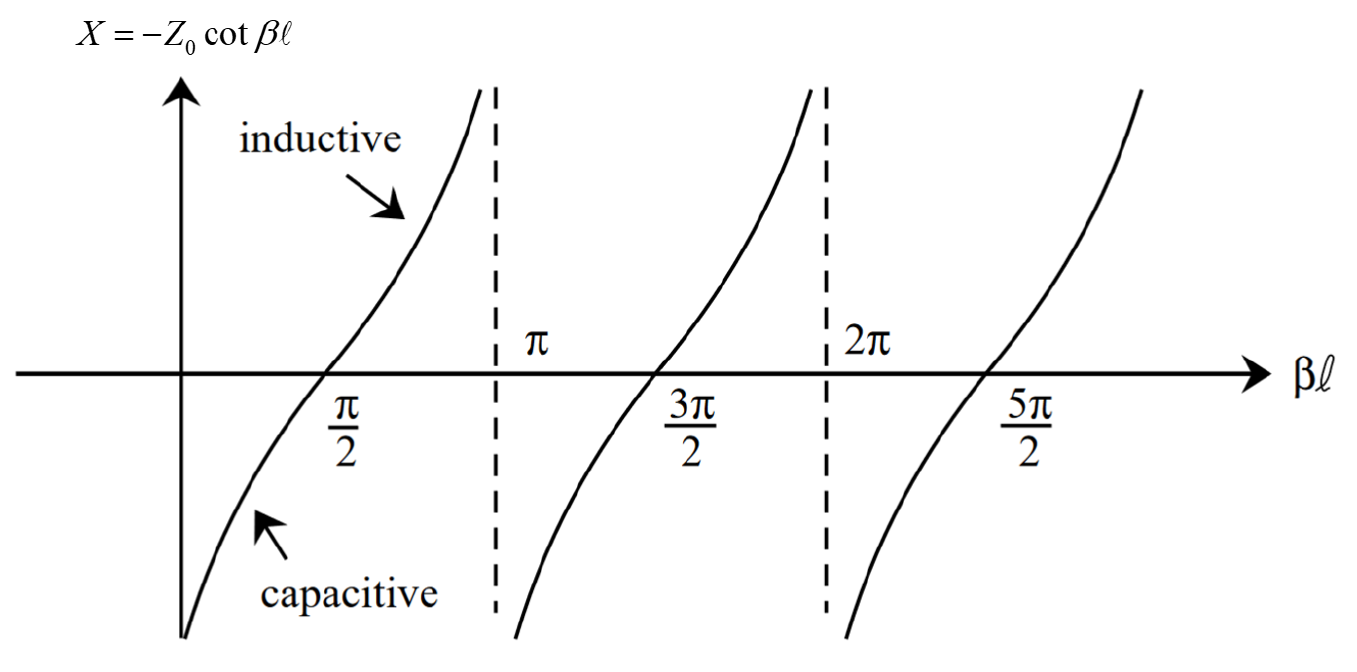 X = −Z₀ cot βℓ
inductive
π
2π
βℓ
π/2
3π/2
5π/2
capacitive